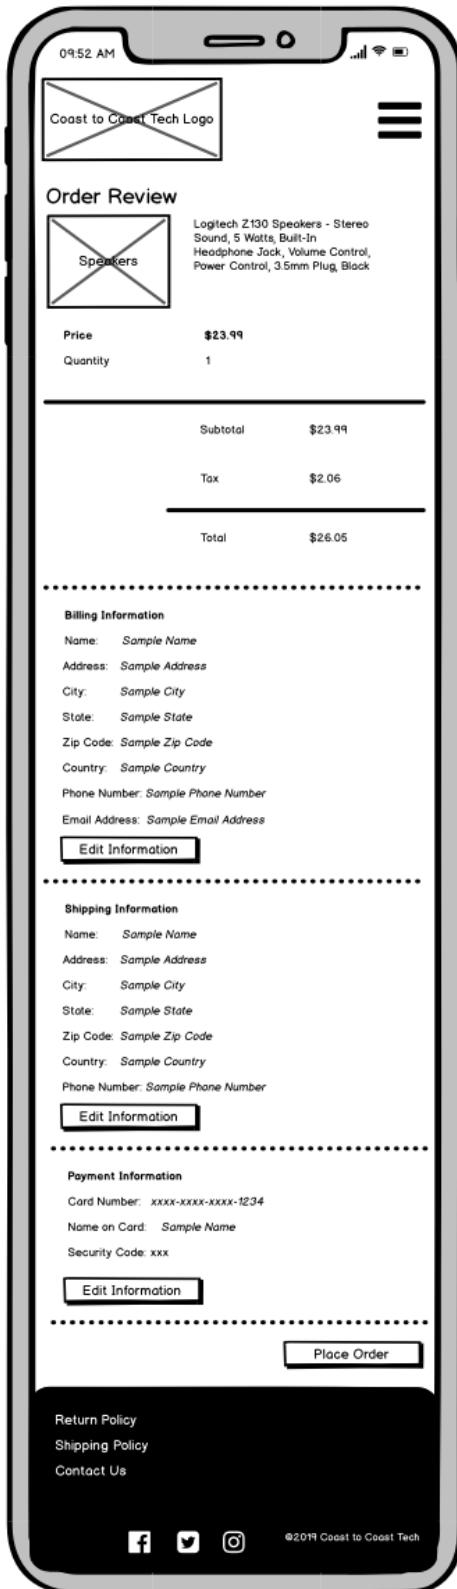 09:52 AM
Coast to Coast Tech Logo
Order Review
Speakers
Logitech Z130 Speakers - Stereo
Sound, 5 Watts, Built-In
Headphone Jack, Volume Control,
Power Control, 3.5mm Plug, Black
Price $23.99
Quantity 1
Subtotal $23.99
Tax $2.06
Total $26.05
Billing Information
Name: Sample Name
Address: Sample Address
City: Sample City
State: Sample State
Zip Code: Sample Zip Code
Country: Sample Country
Phone Number: Sample Phone Number
Email Address: Sample Email Address
Edit Information
Shipping Information
Name: Sample Name
Address: Sample Address
City: Sample City
State: Sample State
Zip Code: Sample Zip Code
Country: Sample Country
Phone Number: Sample Phone Number
Edit Information
Payment Information
Card Number: xxxx-xxxx-xxxx-1234
Name on Card: Sample Name
Security Code: xxx
Edit Information
Place Order
Return Policy
Shipping Policy
Contact Us
©2019 Coast to Coast Tech